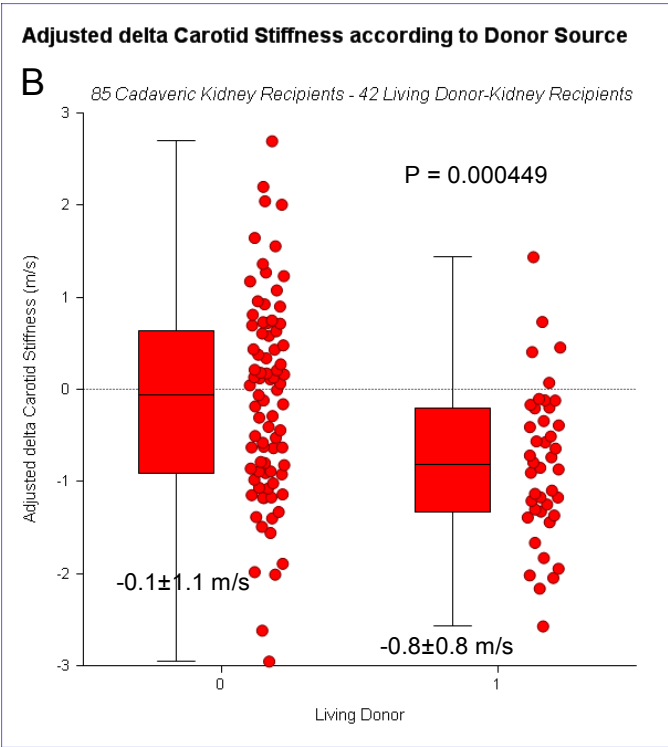 Adjusted delta Carotid Stiffness according to Donor Source
B
85 Cadaveric Kidney Recipients - 42 Living Donor-Kidney Recipients
Adjusted delta Carotid Stiffness (m/s)
3
2
1
0
-1
-2
-3
P = 0.000449
-0.1±1.1 m/s
-0.8±0.8 m/s
0
1
Living Donor